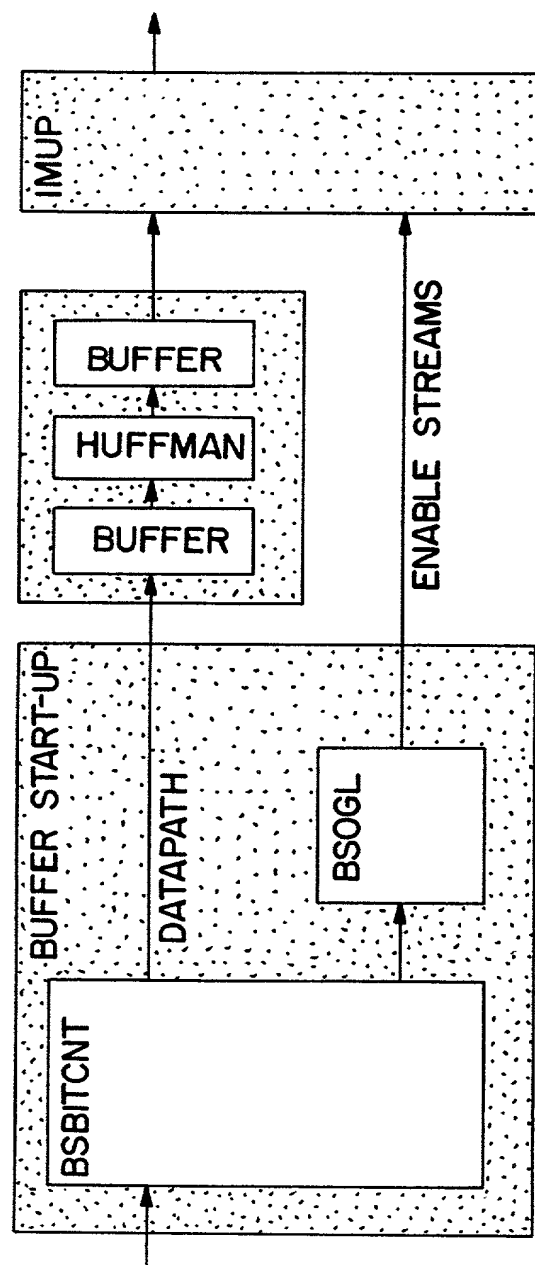 BUFFER START-UP
BSBITCNT
DATAPATH
BSOGL
BUFFER
HUFFMAN
BUFFER
ENABLE STREAMS
IMUP